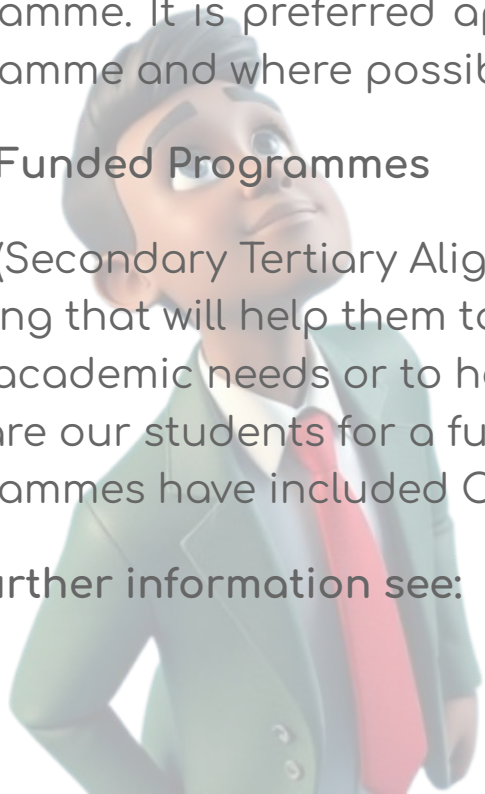 amme. It is preferred ap
amme and where possib
Funded Programmes
(Secondary Tertiary Alig
ng that will help them to
academic needs or to he
are our students for a fu
ammes have included C
urther information see: